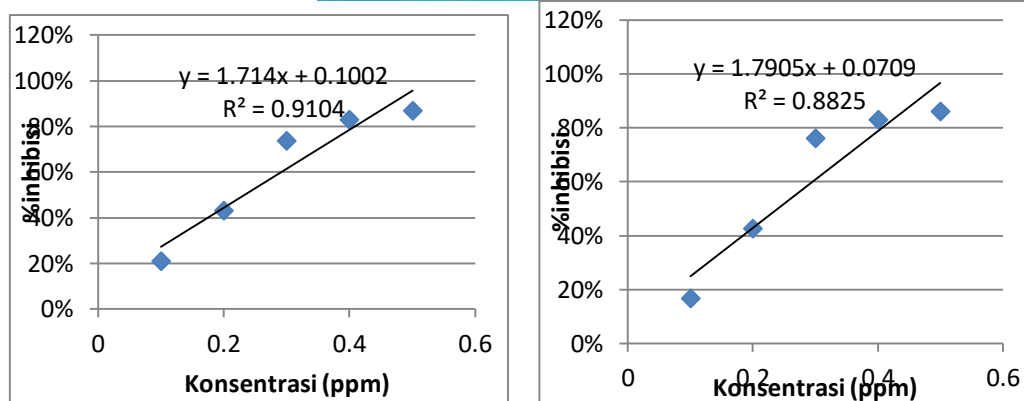 120%
100%
80%
60%
40%
20%
0%
%inhibisi
y = 1.714x + 0.1002
R² = 0.9104
0
0.2
0.4
0.6
Konsentrasi (ppm)
120%
100%
80%
60%
40%
20%
0%
%inhibisi
y = 1.7905x + 0.0709
R² = 0.8825
0
0.2
0.4
0.6
Konsentrasi (ppm)